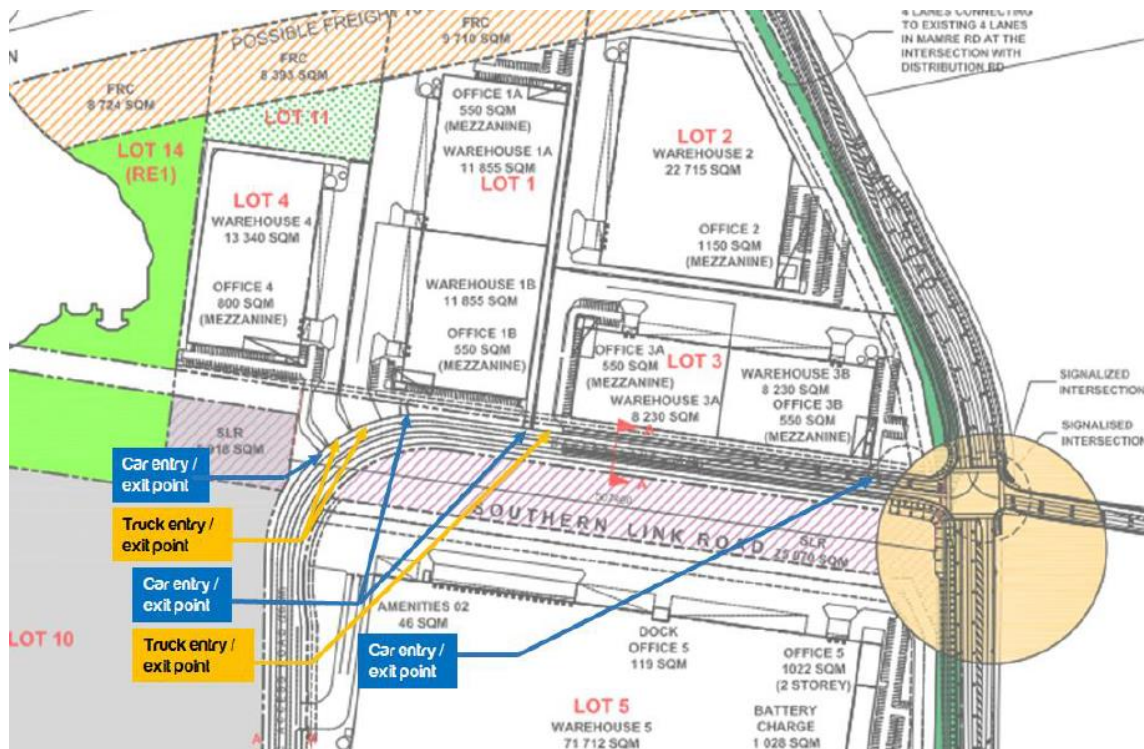 4 LANES CONNECTING
TO EXISTING 4 LANES
IN MAMRE RD AT THE
INTERSECTION WITH
DISTRIBUTION RD
N
POSSIBLE FREIGHT
FRC
9 710 SQM
FRC
8 393 SQM
FRC
8 724 SQM
LOT 11
LOT 14
(RE1)
OFFICE 1A
550 SQM
(MEZZANINE)
WAREHOUSE 1A
11 855 SQM
LOT 1
LOT 2
WAREHOUSE 2
22 715 SQM
LOT 4
WAREHOUSE 4
13 340 SQM
OFFICE 2
1150 SQM
(MEZZANINE)
OFFICE 4
800 SQM
(MEZZANINE)
WAREHOUSE 1B
11 855 SQM
OFFICE 1B
550 SQM
(MEZZANINE)
OFFICE 3A
550 SQM
(MEZZANINE)
LOT 3
WAREHOUSE 3A
8 230 SQM
WAREHOUSE 3B
8 230 SQM
OFFICE 3B
550 SQM
(MEZZANINE)
SIGNALIZED
INTERSECTION
SIGNALISED
INTERSECTION
A
A
SLR
918 SQM
Car entry /
exit point
Truck entry /
exit point
Car entry /
exit point
Truck entry /
exit point
Car entry /
exit point
SOUTHERN LINK ROAD
SLR
25 070 SQM
LOT 10
ACCESS ROAD
AMENITIES 02
46 SQM
DOCK
OFFICE 5
119 SQM
OFFICE 5
1022 SQM
(2 STOREY)
LOT 5
WAREHOUSE 5
71 712 SQM
BATTERY
CHARGE
1 028 SQM
A